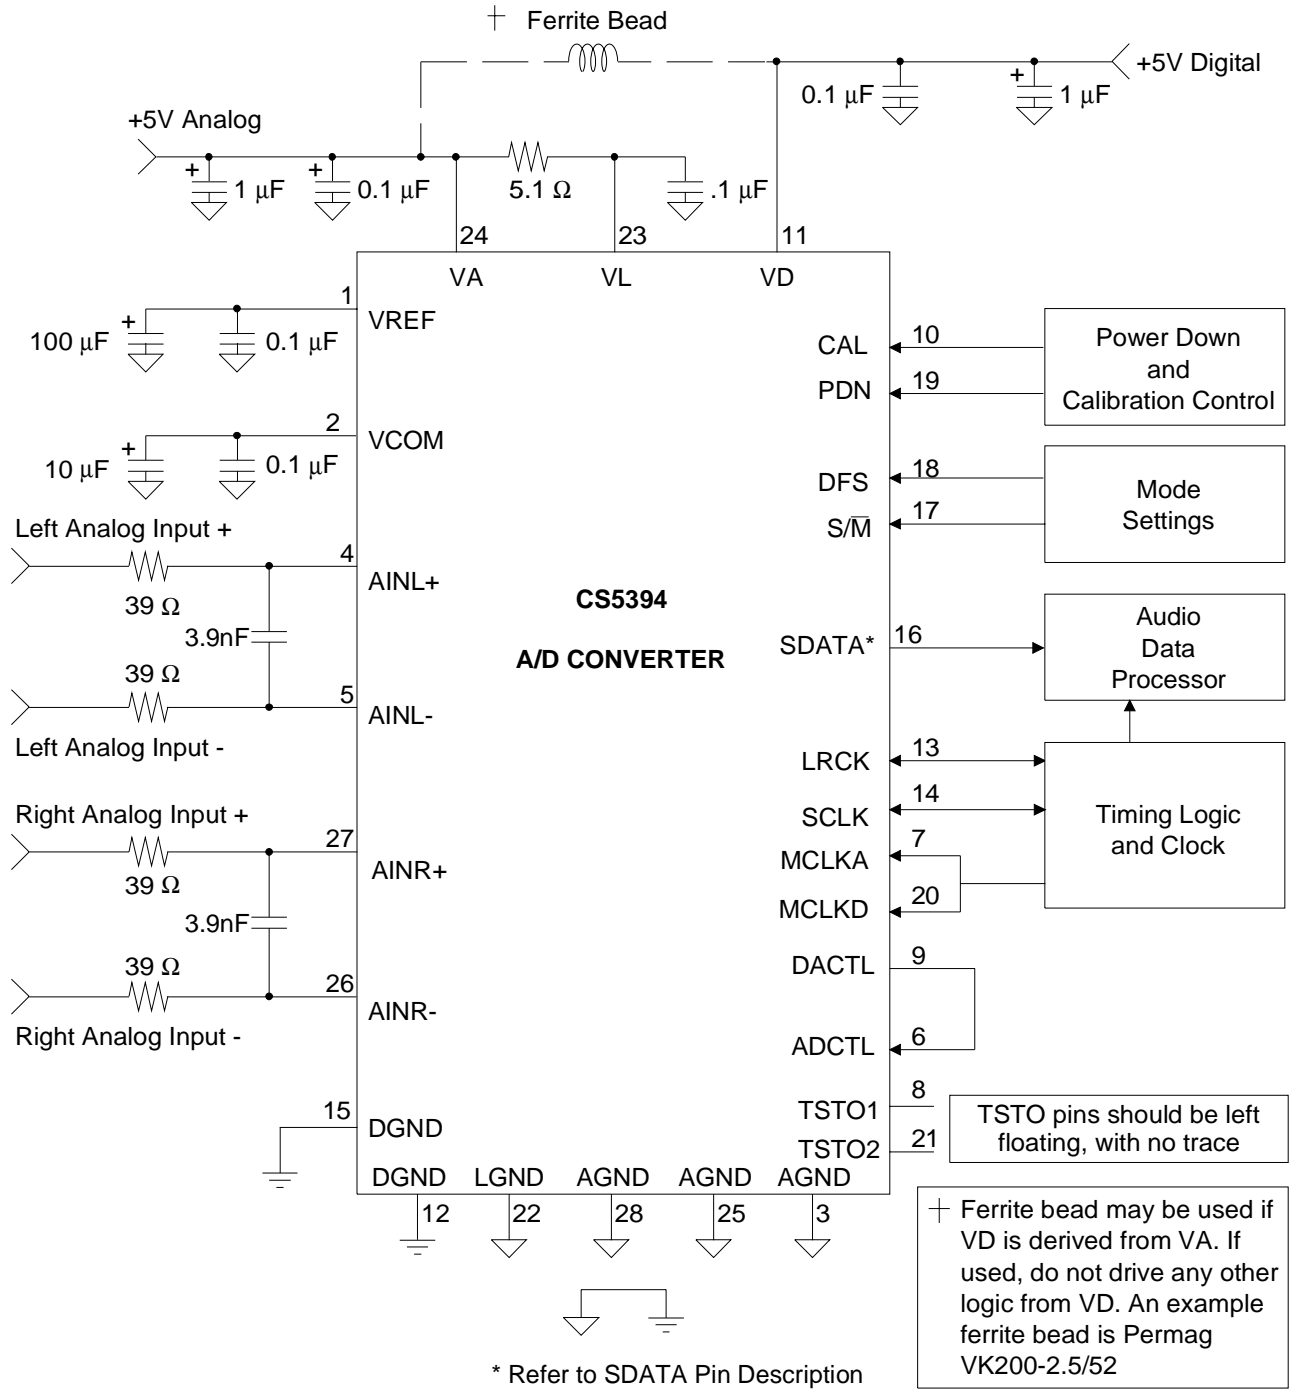 Ferrite Bead
+5V Digital
0.1 µF
+
1 µF
+5V Analog
+
1 µF
+
0.1 µF
5.1 Ω
.1 µF
24
23
11
VA
VL
VD
1
VREF
100 µF
+
0.1 µF
2
VCOM
10 µF
+
0.1 µF
Left Analog Input +
4
39 Ω
AINL+
3.9nF
39 Ω
5
AINL-
Left Analog Input -
Right Analog Input +
27
39 Ω
AINR+
3.9nF
39 Ω
26
AINR-
Right Analog Input -
15
DGND
CS5394
A/D CONVERTER
CAL
10
PDN
19
Power Down
and
Calibration Control
DFS
18
S/M̅
17
Mode
Settings
SDATA*
16
Audio
Data
Processor
LRCK
13
SCLK
14
MCLKA
7
MCLKD
20
Timing Logic
and Clock
DACTL
9
ADCTL
6
TSTO1
8
TSTO2
21
TSTO pins should be left
floating, with no trace
DGND
LGND
AGND
AGND
AGND
12
22
28
25
3
Ferrite bead may be used if
VD is derived from VA. If
used, do not drive any other
logic from VD. An example
ferrite bead is Permag
VK200-2.5/52
* Refer to SDATA Pin Description